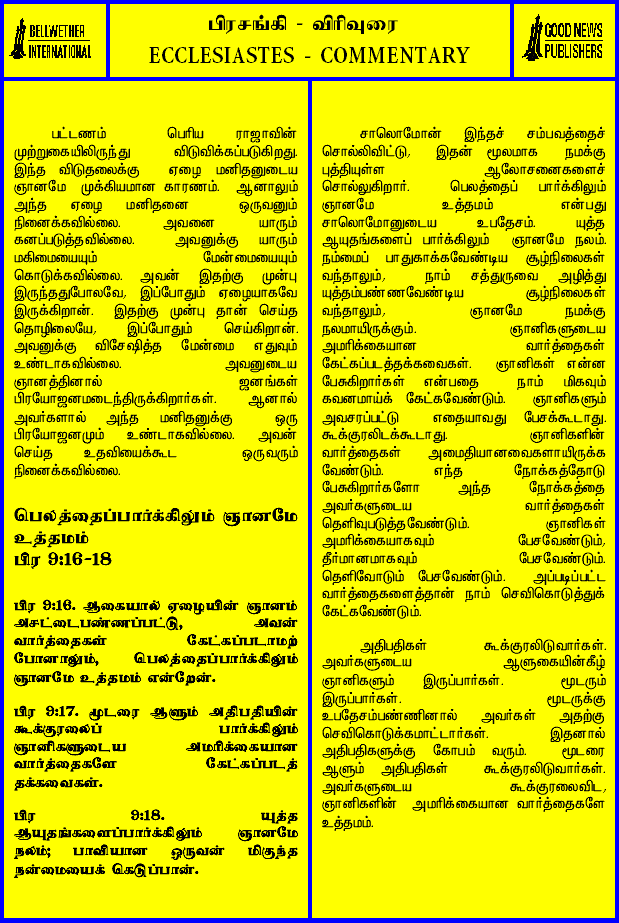 BELLWETHER
INTERNATIONAL
பிரசங்கி - விரிவுரை
ECCLESIASTES - COMMENTARY
GOOD NEWS
PUBLISHERS
பட்டணம் பெரிய ராஜாவின்
முற்றுகையிலிருந்து விடுவிக்கப்படுகிறது.
இந்த விடுதலைக்கு ஏழை மனிதனுடைய
ஞானமே முக்கியமான காரணம். ஆனாலும்
அந்த ஏழை மனிதனை ஒருவனும்
நினைக்கவில்லை. அவனை யாரும்
கனப்படுத்தவில்லை. அவனுக்கு யாரும்
மகிமையையும் மேன்மையையும்
கொடுக்கவில்லை. அவன் இதற்கு முன்பு
இருந்ததுபோலவே, இப்போதும் ஏழையாகவே
இருக்கிறான். இதற்கு முன்பு தான் செய்த
தொழிலையே, இப்போதும் செய்கிறான்.
அவனுக்கு விசேஷித்த மேன்மை எதுவும்
உண்டாகவில்லை. அவனுடைய
ஞானத்தினால் ஜனங்கள்
பிரயோஜனமடைந்திருக்கிறார்கள். ஆனால்
அவர்களால் அந்த மனிதனுக்கு ஒரு
பிரயோஜனமும் உண்டாகவில்லை. அவன்
செய்த உதவியைக்கூட ஒருவரும்
நினைக்கவில்லை.
பெலத்தைப்பார்க்கிலும் ஞானமே
உத்தமம்
பிர 9:16-18
பிர 9:16. ஆகையால் ஏழையின் ஞானம்
அசட்டைபண்ணப்பட்டு, அவன்
வார்த்தைகள் கேட்கப்படாமற்
போனாலும், பெலத்தைப்பார்க்கிலும்
ஞானமே உத்தமம் என்றேன்.
பிர 9:17. மூடரை ஆளும் அதிபதியின்
கூக்குரலைப் பார்க்கிலும்
ஞானிகளுடைய அமரிக்கையான
வார்த்தைகளே கேட்கப்படத்
தக்கவைகள்.
பிர 9:18. யுத்த
ஆயுதங்களைப்பார்க்கிலும் ஞானமே
நலம்; பாவியான ஒருவன் மிகுந்த
நன்மையைக் கெடுப்பான்.
சாலொமோன் இந்தச் சம்பவத்தைச்
சொல்லிவிட்டு, இதன் மூலமாக நமக்கு
புத்தியுள்ள ஆலோசனைகளைச்
சொல்லுகிறார். பெலத்தைப் பார்க்கிலும்
ஞானமே உத்தமம் என்பது
சாலொமோனுடைய உபதேசம். யுத்த
ஆயுதங்களைப் பார்க்கிலும் ஞானமே நலம்.
நம்மைப் பாதுகாக்கவேண்டிய சூழ்நிலைகள்
வந்தாலும், நாம் சத்துருவை அழித்து
யுத்தம்பண்ணவேண்டிய சூழ்நிலைகள்
வந்தாலும், ஞானமே நமக்கு
நலமாயிருக்கும். ஞானிகளுடைய
அமரிக்கையான வார்த்தைகள்
கேட்கப்படத்தக்கவைகள். ஞானிகள் என்ன
பேசுகிறார்கள் என்பதை நாம் மிகவும்
கவனமாய்க் கேட்கவேண்டும். ஞானிகளும்
அவசரப்பட்டு எதையாவது பேசக்கூடாது.
கூக்குரலிடக்கூடாது. ஞானிகளின்
வார்த்தைகள் அமைதியானவைகளாயிருக்க
வேண்டும். எந்த நோக்கத்தோடு
பேசுகிறார்களோ அந்த நோக்கத்தை
அவர்களுடைய வார்த்தைகள்
தெளிவுபடுத்தவேண்டும். ஞானிகள்
அமரிக்கையாகவும் பேசவேண்டும்,
தீர்மானமாகவும் பேசவேண்டும்.
தெளிவோடும் பேசவேண்டும். அப்படிப்பட்ட
வார்த்தைகளைத்தான் நாம் செவிகொடுத்துக்
கேட்கவேண்டும்.
அதிபதிகள் கூக்குரலிடுவார்கள்.
அவர்களுடைய ஆளுகையின்கீழ்
ஞானிகளும் இருப்பார்கள். மூடரும்
இருப்பார்கள். மூடருக்கு
உபதேசம்பண்ணினால் அவர்கள் அதற்கு
செவிகொடுக்கமாட்டார்கள். இதனால்
அதிபதிகளுக்கு கோபம் வரும். மூடரை
ஆளும் அதிபதிகள் கூக்குரலிடுவார்கள்.
அவர்களுடைய கூக்குரலைவிட,
ஞானிகளின் அமரிக்கையான வார்த்தைகளே
உத்தமம்.